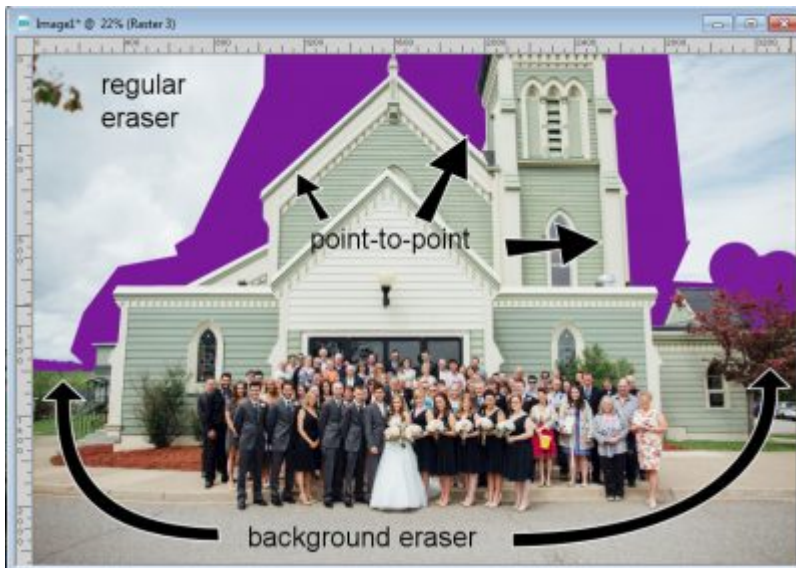 Image1* @ 22% (Raster 3)
regular
eraser
point-to-point
background eraser